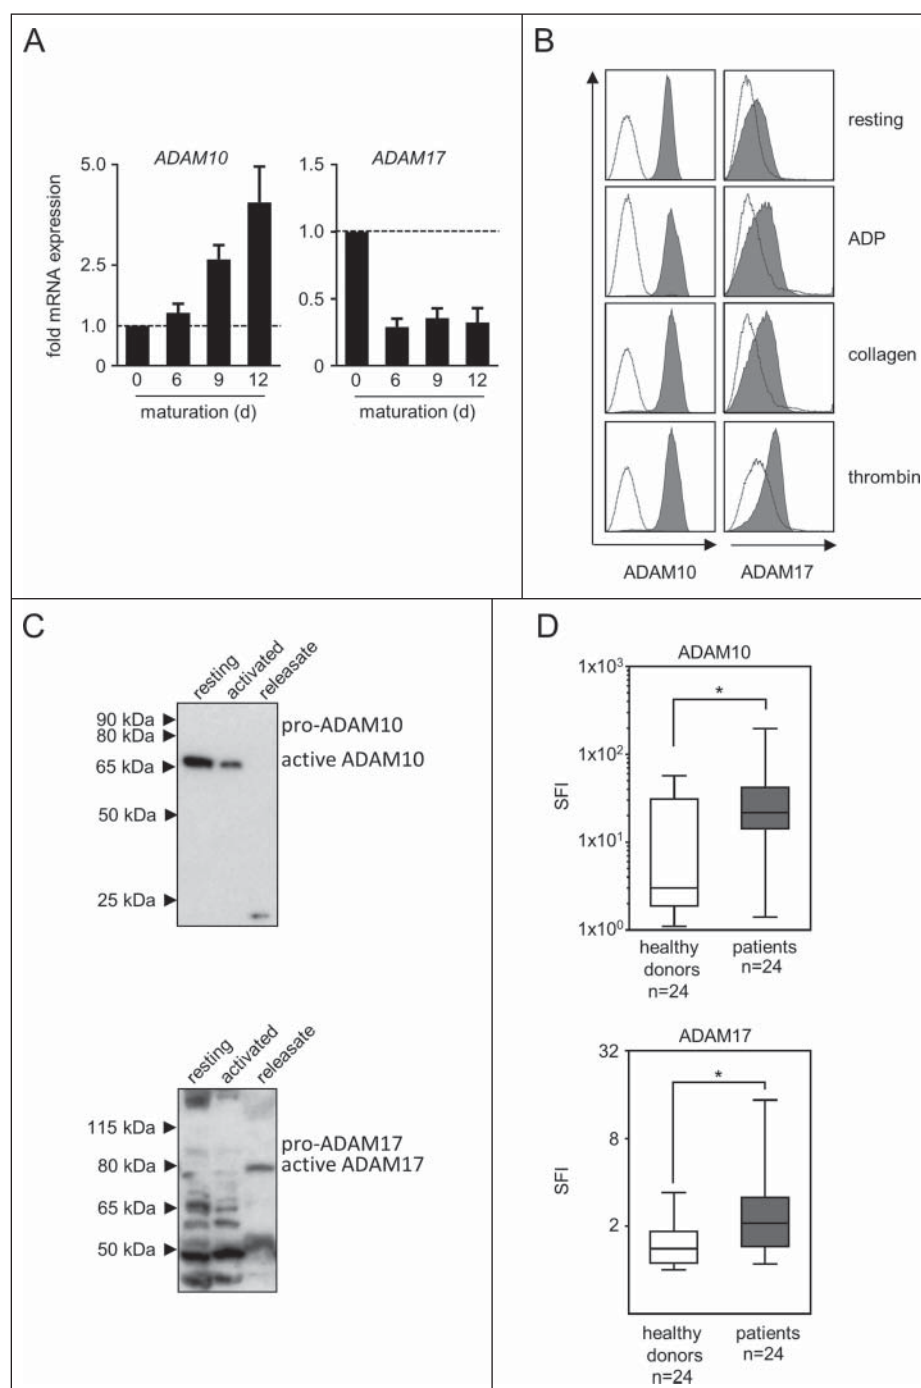 A
ADAM10
ADAM17
fold mRNA expression
5.0
2.5
1.0
0
0 6 9 12
maturation (d)
1.5
1.0
0.5
0
0 6 9 12
maturation (d)
B
resting
ADP
collagen
thrombin
ADAM10
ADAM17
C
resting
activated
releasate
90 kDa
80 kDa
65 kDa
50 kDa
25 kDa
pro-ADAM10
active ADAM10
resting
activated
releasate
115 kDa
80 kDa
65 kDa
50 kDa
pro-ADAM17
active ADAM17
D
ADAM10
SFI
1x10³
1x10²
1x10¹
1x10⁰
*
healthy
donors
n=24
patients
n=24
ADAM17
SFI
32
8
2
*
healthy
donors
n=24
patients
n=24